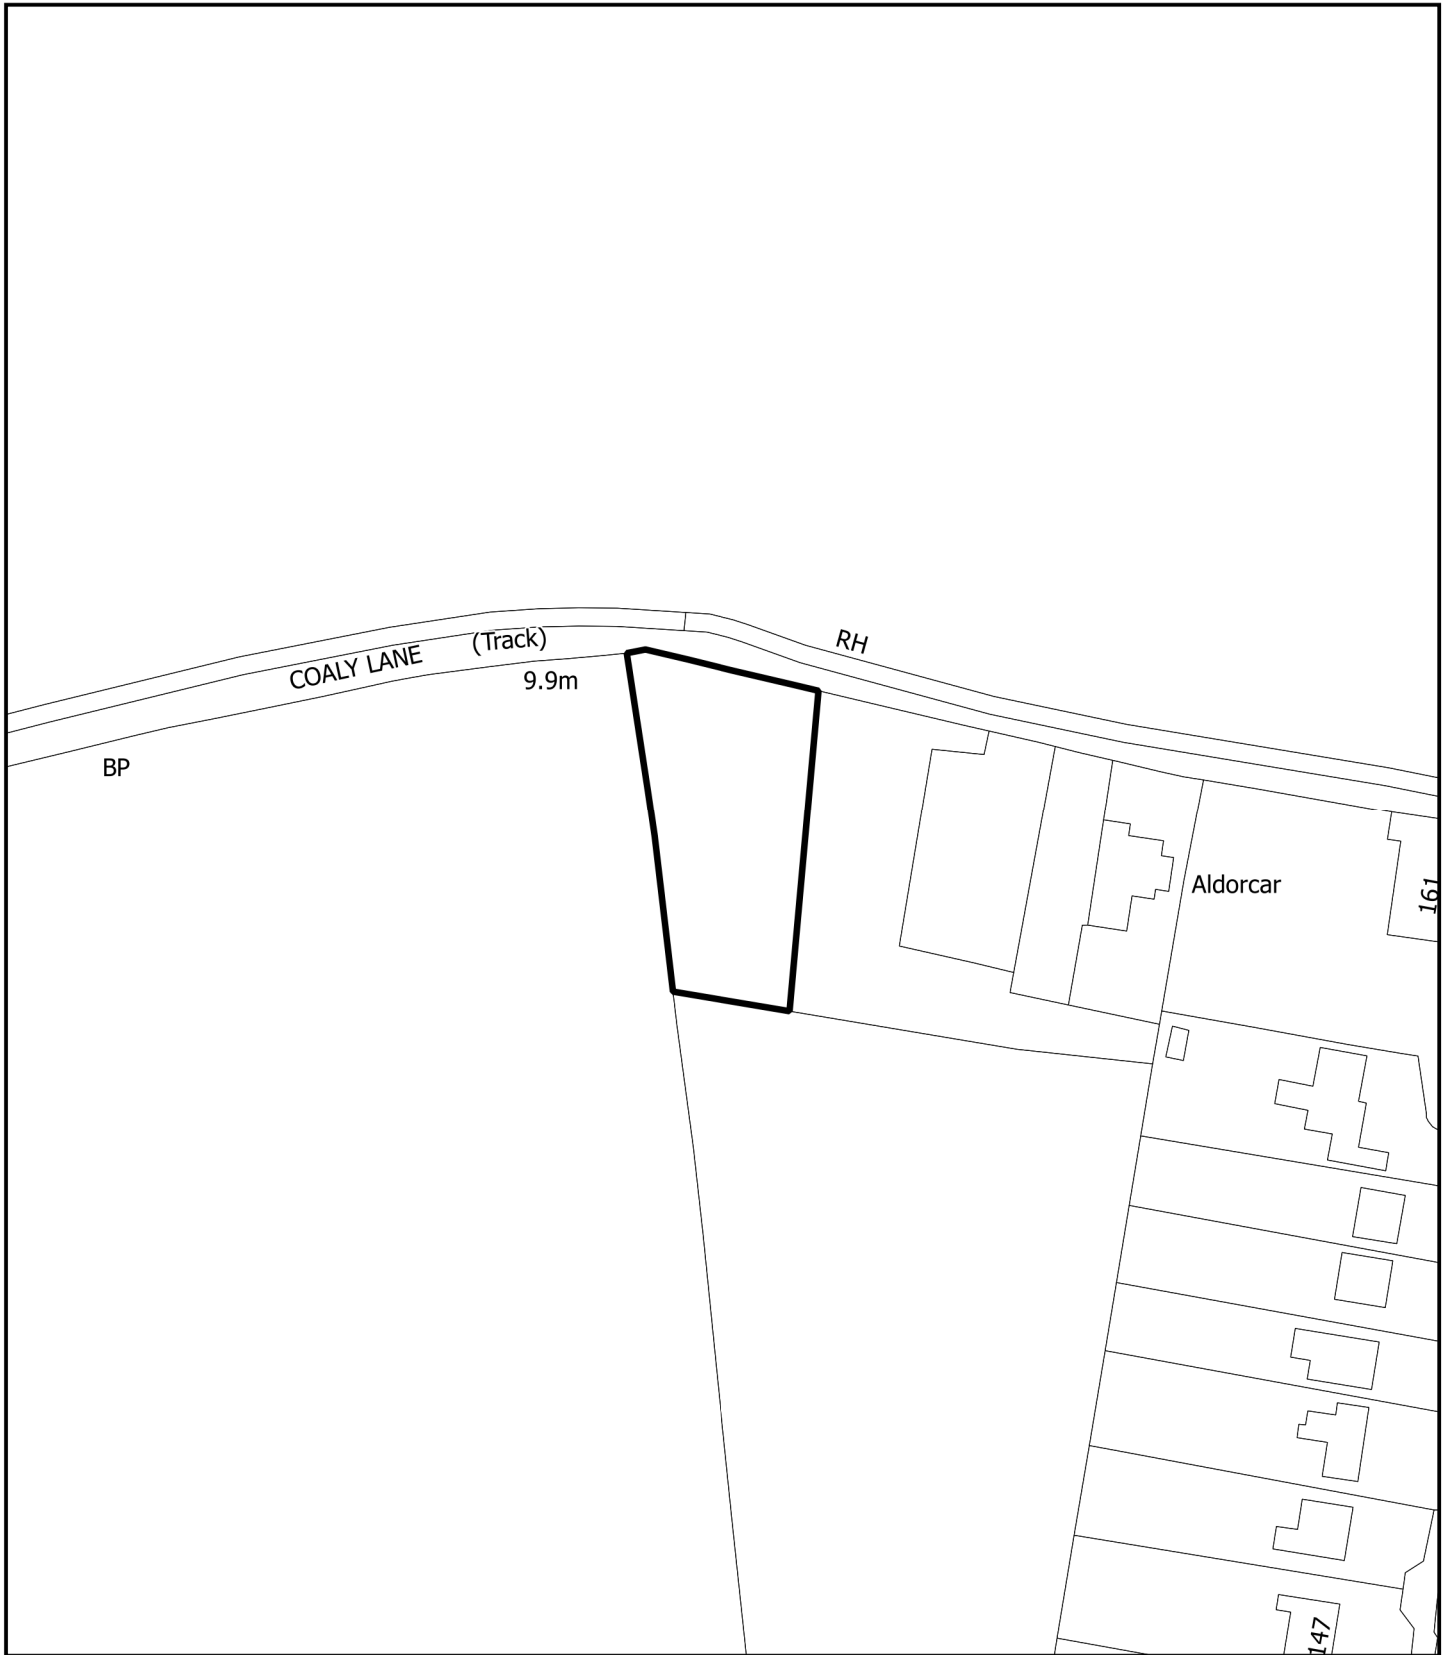 RH
(Track)
COALY LANE
9.9m
BP
Aldorcar
161
147